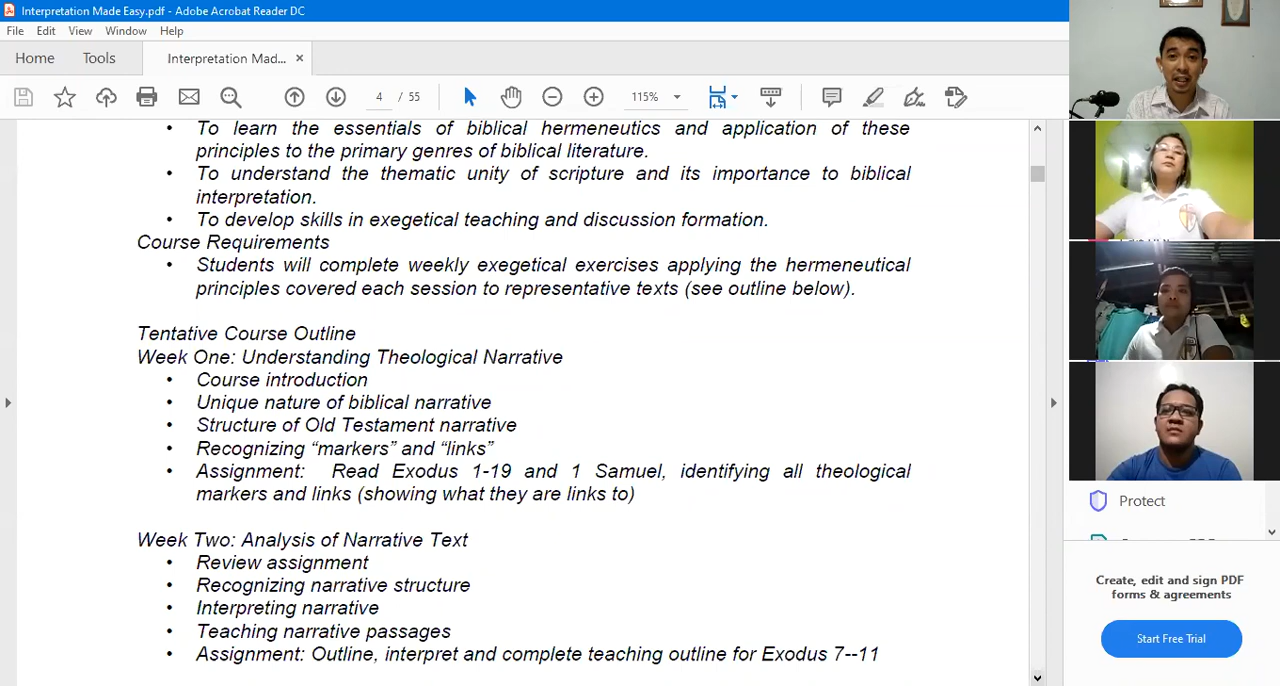 Interpretation Made Easy.pdf - Adobe Acrobat Reader DC
File Edit View Window Help
Home Tools Interpretation Mad... ×
4 / 55 115%
• To learn the essentials of biblical hermeneutics and application of these
principles to the primary genres of biblical literature.
• To understand the thematic unity of scripture and its importance to biblical
interpretation.
• To develop skills in exegetical teaching and discussion formation.
Course Requirements
• Students will complete weekly exegetical exercises applying the hermeneutical
principles covered each session to representative texts (see outline below).
Tentative Course Outline
Week One: Understanding Theological Narrative
• Course introduction
• Unique nature of biblical narrative
• Structure of Old Testament narrative
• Recognizing “markers” and “links”
• Assignment: Read Exodus 1-19 and 1 Samuel, identifying all theological
markers and links (showing what they are links to)
Week Two: Analysis of Narrative Text
• Review assignment
• Recognizing narrative structure
• Interpreting narrative
• Teaching narrative passages
• Assignment: Outline, interpret and complete teaching outline for Exodus 7--11
Protect
Create, edit and sign PDF
forms & agreements
Start Free Trial